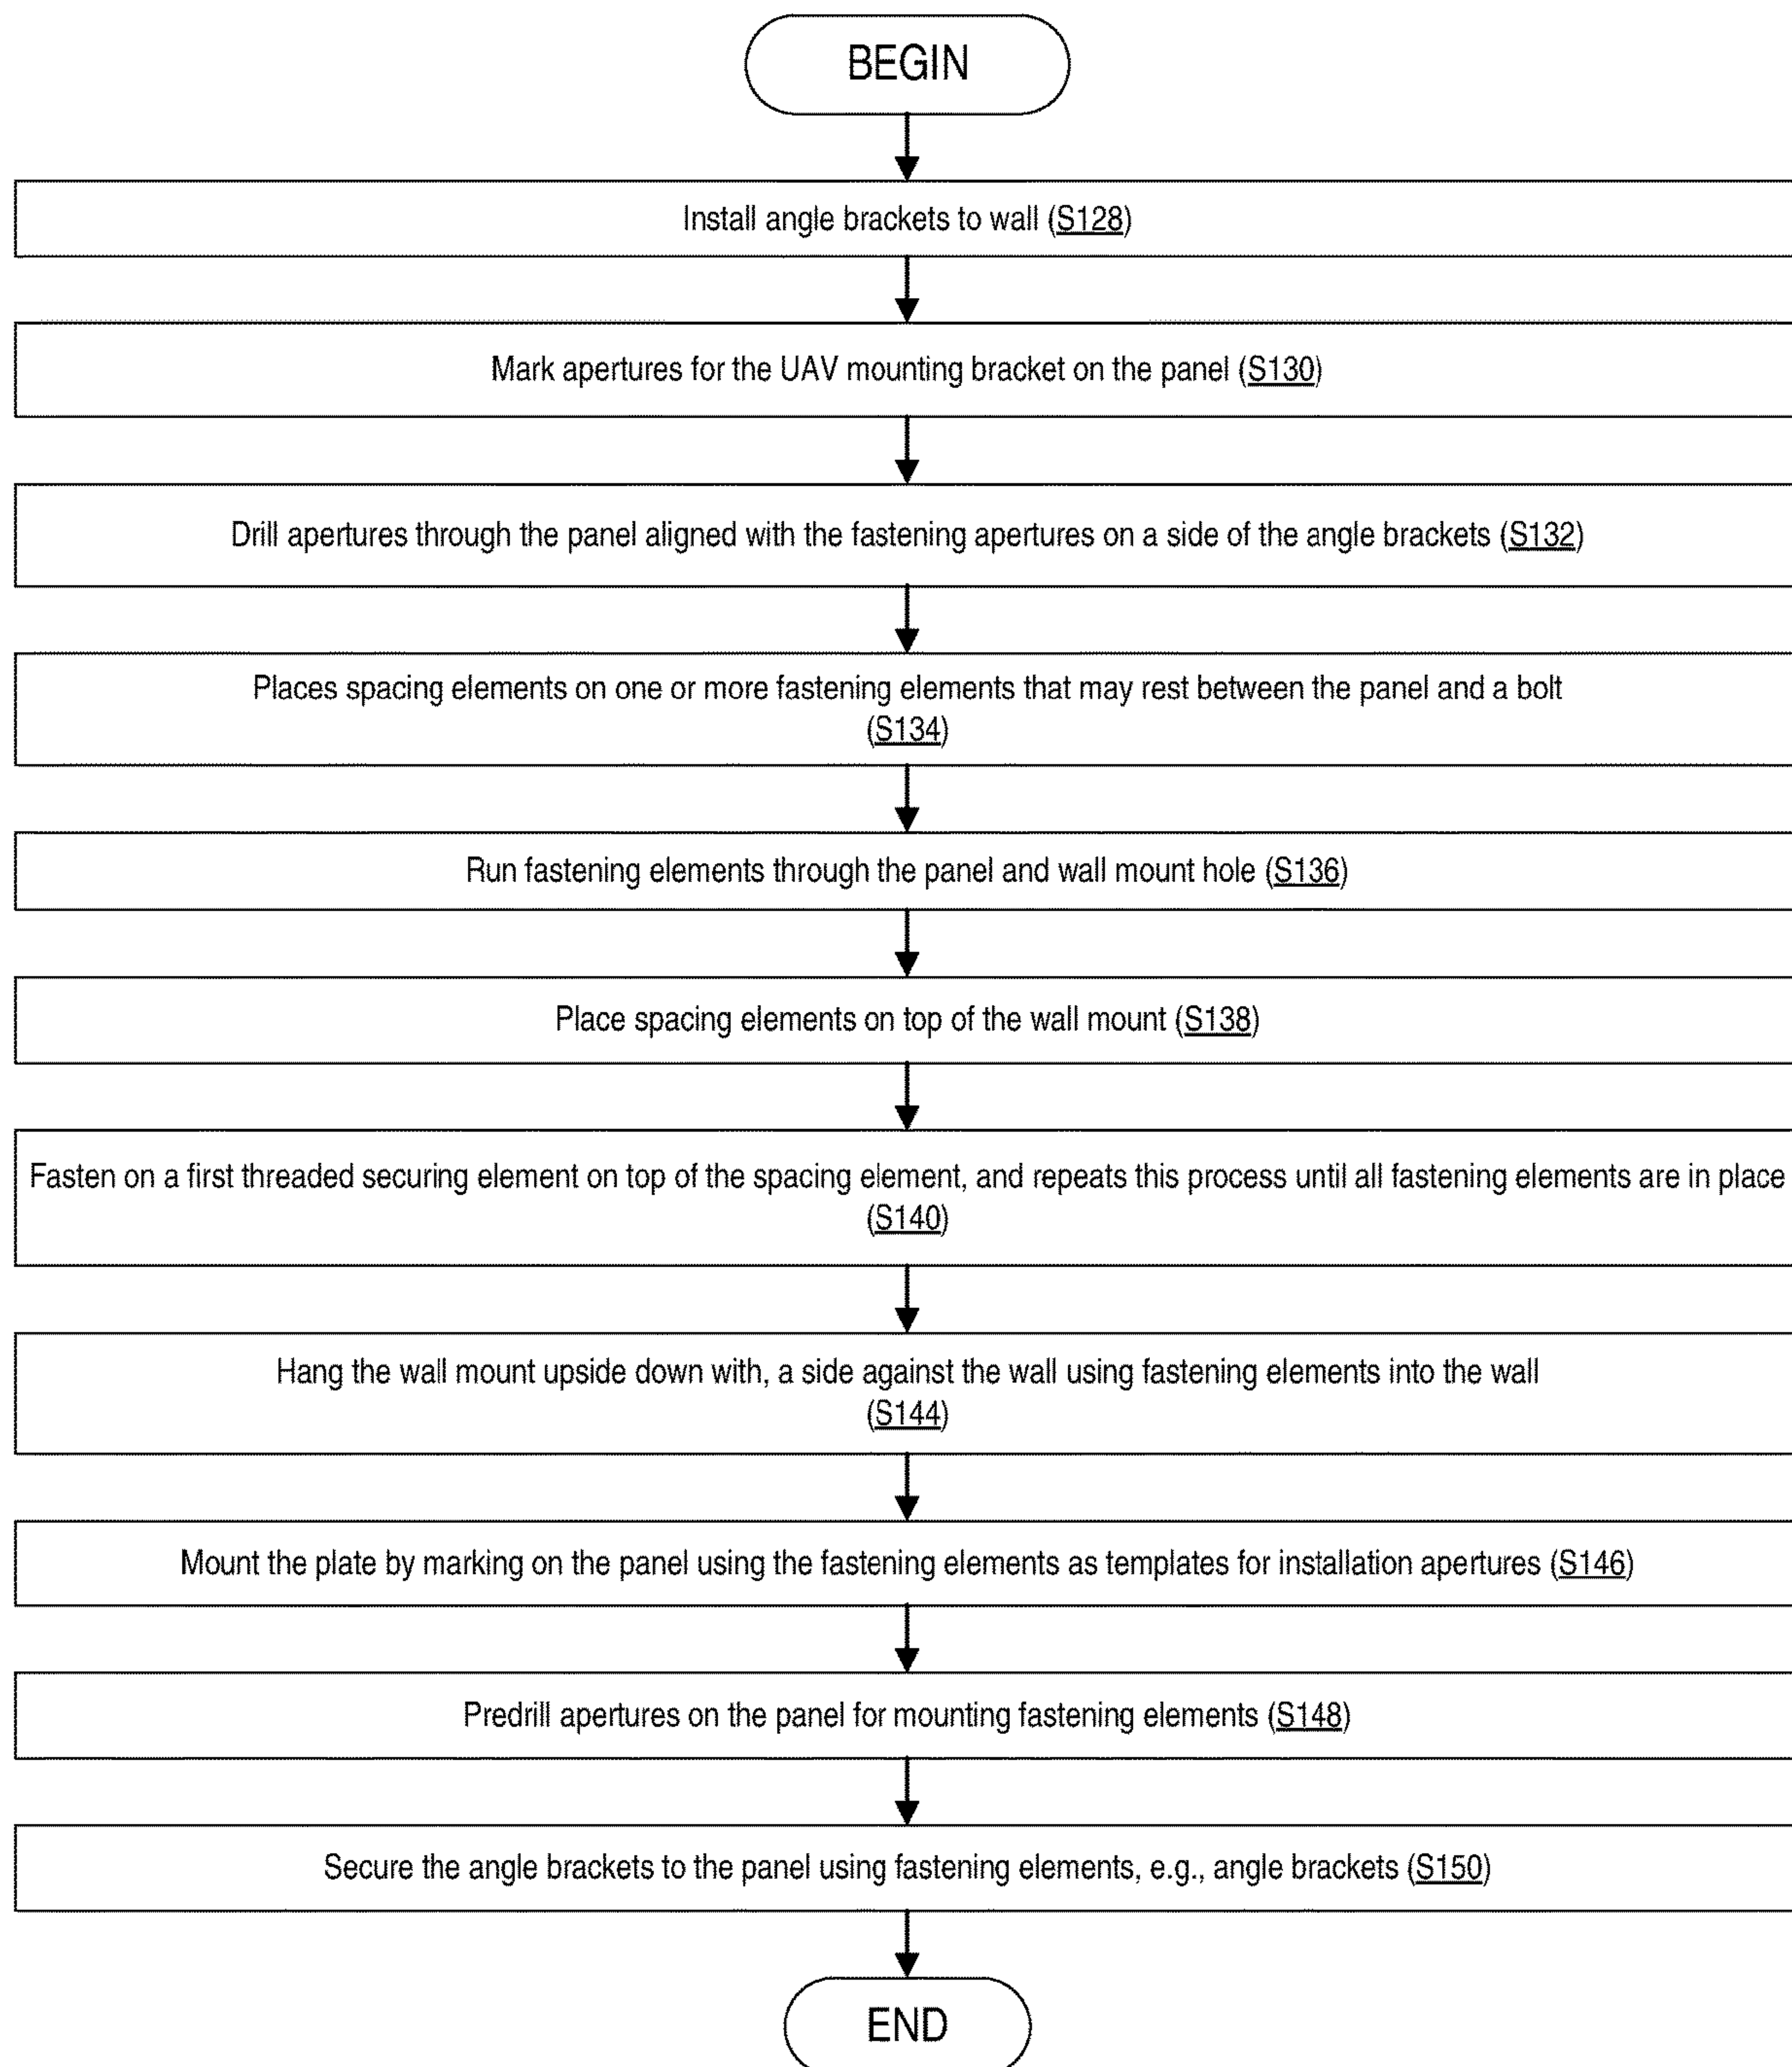 BEGIN
Install angle brackets to wall (S128)
Mark apertures for the UAV mounting bracket on the panel (S130)
Drill apertures through the panel aligned with the fastening apertures on a side of the angle brackets (S132)
Places spacing elements on one or more fastening elements that may rest between the panel and a bolt
(S134)
Run fastening elements through the panel and wall mount hole (S136)
Place spacing elements on top of the wall mount (S138)
Fasten on a first threaded securing element on top of the spacing element, and repeats this process until all fastening elements are in place
(S140)
Hang the wall mount upside down with, a side against the wall using fastening elements into the wall
(S144)
Mount the plate by marking on the panel using the fastening elements as templates for installation apertures (S146)
Predrill apertures on the panel for mounting fastening elements (S148)
Secure the angle brackets to the panel using fastening elements, e.g., angle brackets (S150)
END